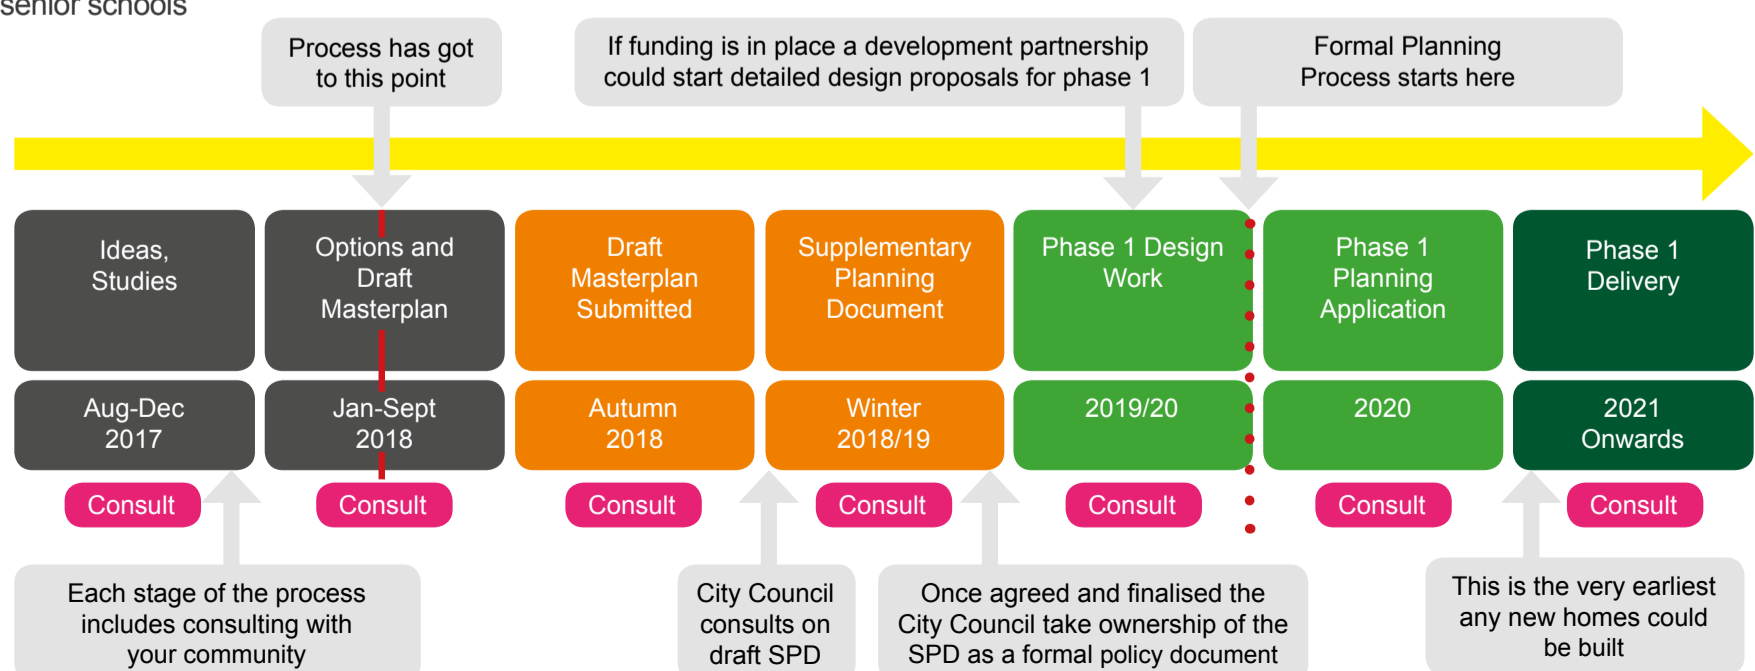 senior schools
Process has got
to this point
If funding is in place a development partnership
could start detailed design proposals for phase 1
Formal Planning
Process starts here
Ideas,
Studies
Options and
Draft
Masterplan
Draft
Masterplan
Submitted
Supplementary
Planning
Document
Phase 1 Design
Work
Phase 1
Planning
Application
Phase 1
Delivery
Aug-Dec
2017
Jan-Sept
2018
Autumn
2018
Winter
2018/19
2019/20
2020
2021
Onwards
Consult
Consult
Consult
Consult
Consult
Consult
Consult
Each stage of the process
includes consulting with
your community
City Council
consults on
draft SPD
Once agreed and finalised the
City Council take ownership of the
SPD as a formal policy document
This is the very earliest
any new homes could
be built